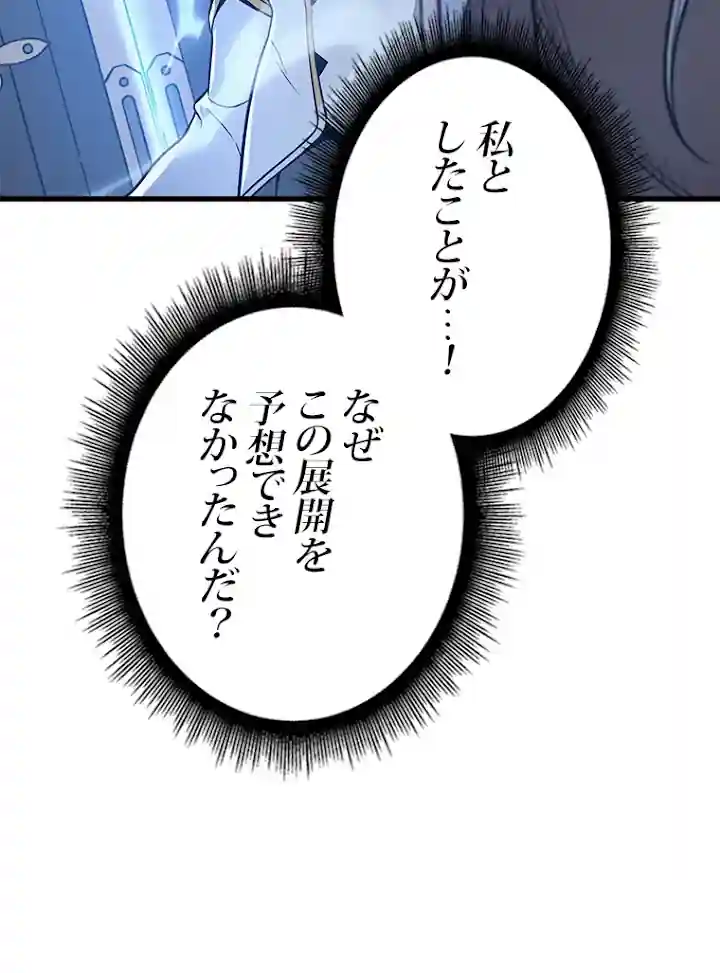 私と
したことが…！
なぜ
この展開を
予想でき
なかったんだ？